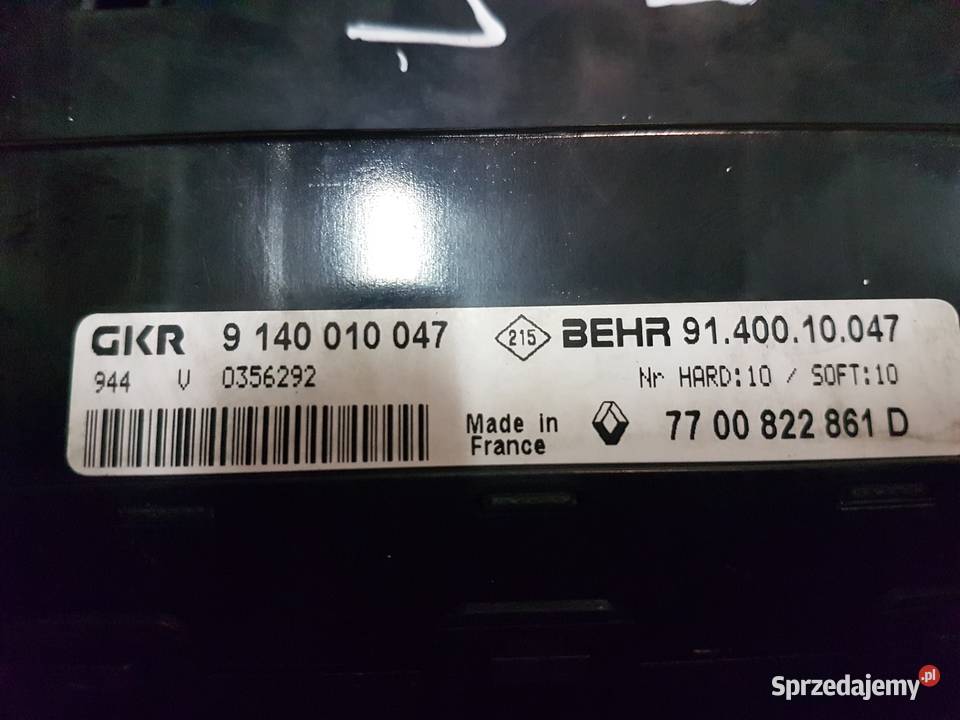 GKR 9 140 010 047 215 BEHR 91.400.10.047
944 V 0356292 Nr HARD:10 / SOFT:10
Made in France 77 00 822 861 D
Sprzedajemy.pl